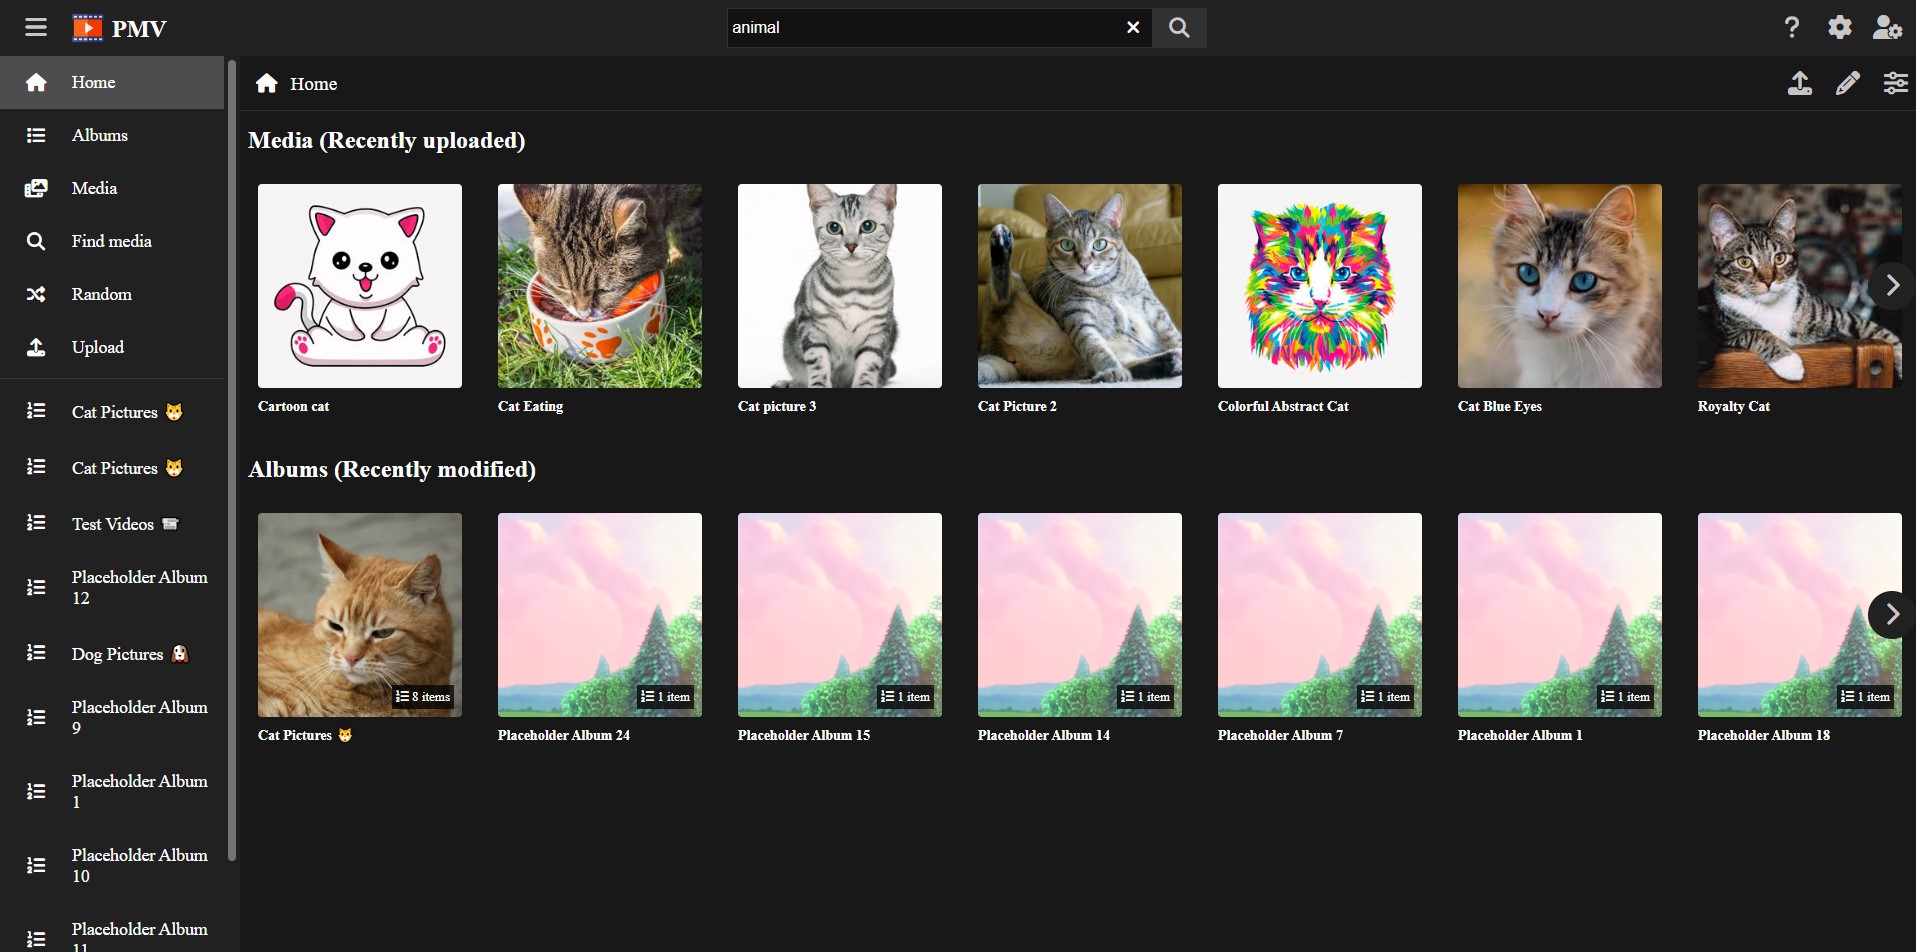 PMV
animal
Home
Albums
Media
Find media
Random
Upload
Cat Pictures 🐱
Cat Pictures 🐱
Test Videos 📹
Placeholder Album
12
Dog Pictures 🐶
Placeholder Album
9
Placeholder Album
1
Placeholder Album
10
Placeholder Album
11
Home
Media (Recently uploaded)
Cartoon cat
Cat Eating
Cat picture 3
Cat Picture 2
Colorful Abstract Cat
Cat Blue Eyes
Royalty Cat
Albums (Recently modified)
8 items
1 item
1 item
1 item
1 item
1 item
1 item
Cat Pictures 🐱
Placeholder Album 24
Placeholder Album 15
Placeholder Album 14
Placeholder Album 7
Placeholder Album 1
Placeholder Album 18